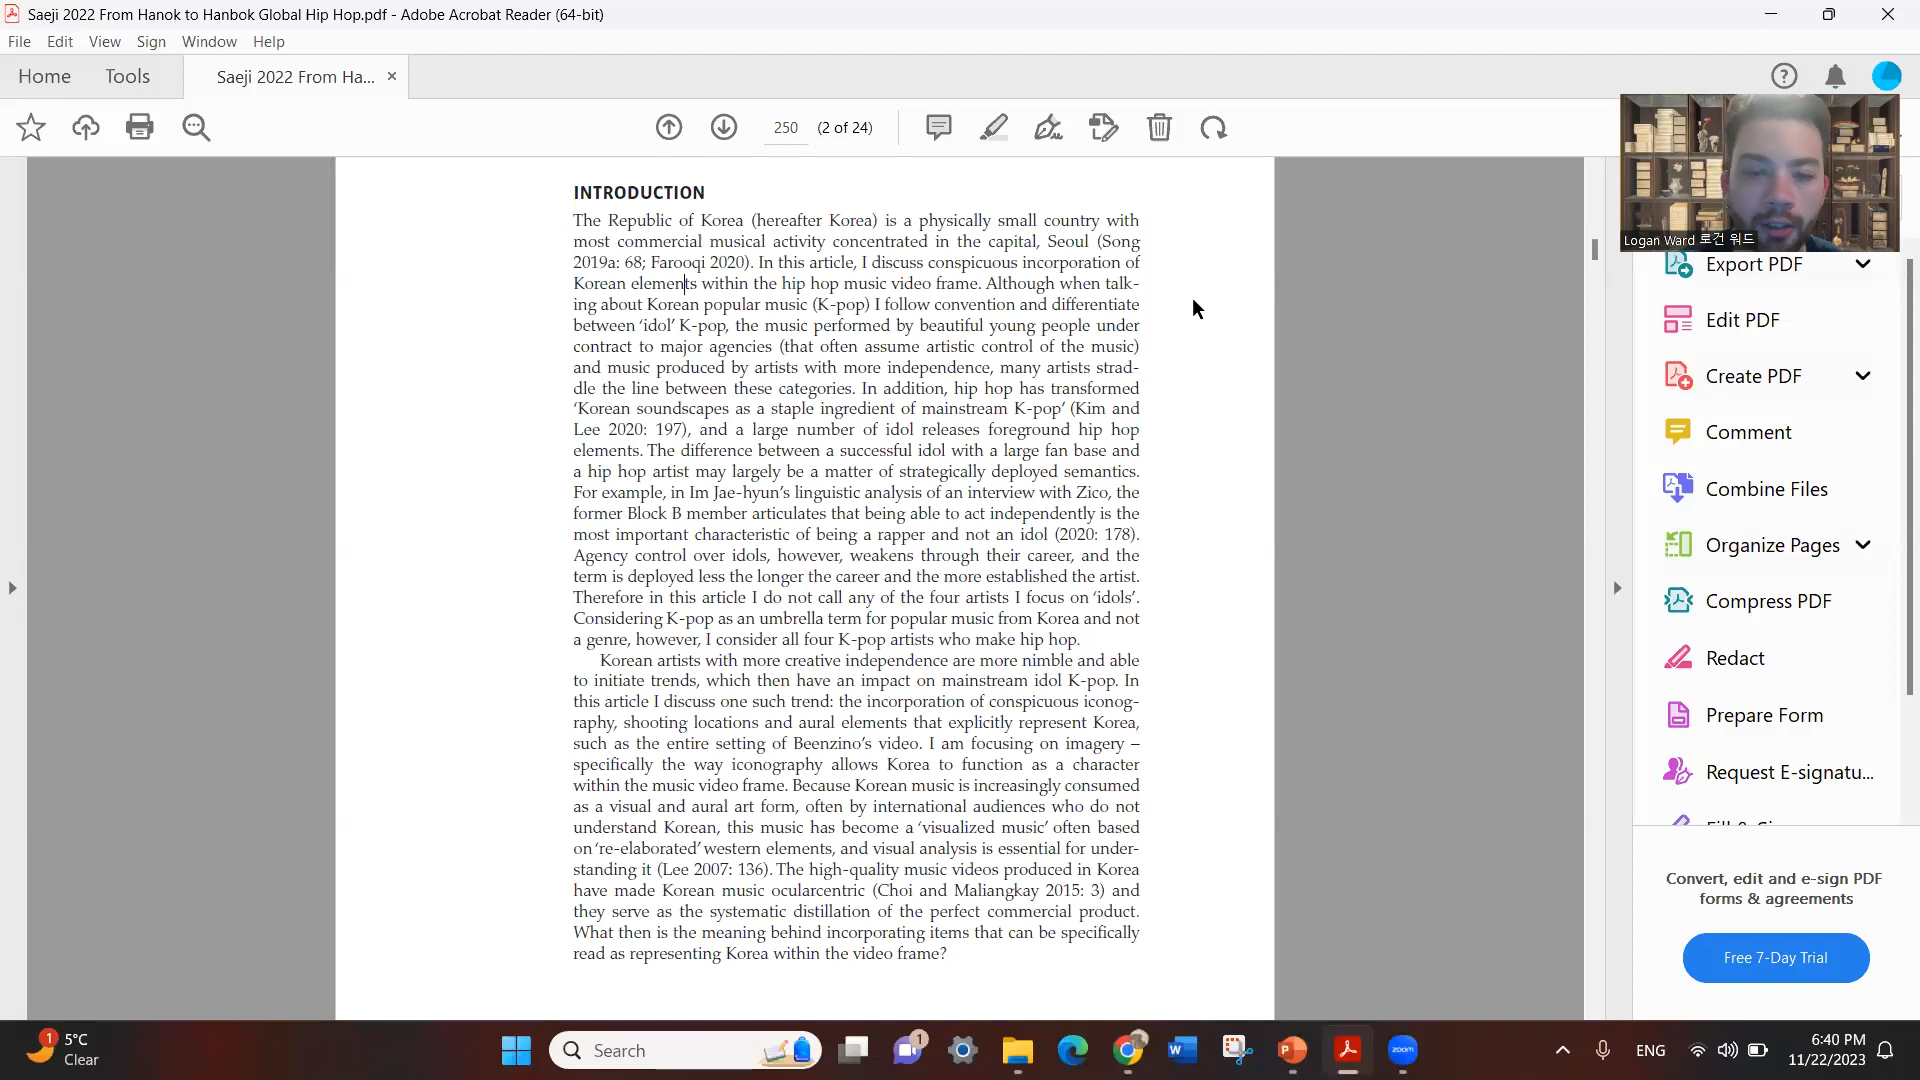 Saeji 2022 From Hanok to Hanbok Global Hip Hop.pdf - Adobe Acrobat Reader (64-bit)
File Edit View Sign Window Help
Home Tools Saeji 2022 From Ha... ×
250 (2 of 24)
Logan Ward 로건 워드
INTRODUCTION
The Republic of Korea (hereafter Korea) is a physically small country with
most commercial musical activity concentrated in the capital, Seoul (Song
2019a: 68; Farooqi 2020). In this article, I discuss conspicuous incorporation of
Korean elements within the hip hop music video frame. Although when talk-
ing about Korean popular music (K-pop) I follow convention and differentiate
between ‘idol’ K-pop, the music performed by beautiful young people under
contract to major agencies (that often assume artistic control of the music)
and music produced by artists with more independence, many artists strad-
dle the line between these categories. In addition, hip hop has transformed
‘Korean soundscapes as a staple ingredient of mainstream K-pop’ (Kim and
Lee 2020: 197), and a large number of idol releases foreground hip hop
elements. The difference between a successful idol with a large fan base and
a hip hop artist may largely be a matter of strategically deployed semantics.
For example, in Im Jae-hyun’s linguistic analysis of an interview with Zico, the
former Block B member articulates that being able to act independently is the
most important characteristic of being a rapper and not an idol (2020: 178).
Agency control over idols, however, weakens through their career, and the
term is deployed less the longer the career and the more established the artist.
Therefore in this article I do not call any of the four artists I focus on ‘idols’.
Considering K-pop as an umbrella term for popular music from Korea and not
a genre, however, I consider all four K-pop artists who make hip hop.
Korean artists with more creative independence are more nimble and able
to initiate trends, which then have an impact on mainstream idol K-pop. In
this article I discuss one such trend: the incorporation of conspicuous iconog-
raphy, shooting locations and aural elements that explicitly represent Korea,
such as the entire setting of Beenzino’s video. I am focusing on imagery –
specifically the way iconography allows Korea to function as a character
within the music video frame. Because Korean music is increasingly consumed
as a visual and aural art form, often by international audiences who do not
understand Korean, this music has become a ‘visualized music’ often based
on ‘re-elaborated’ western elements, and visual analysis is essential for under-
standing it (Lee 2007: 136). The high-quality music videos produced in Korea
have made Korean music ocularcentric (Choi and Maliangkay 2015: 3) and
they serve as the systematic distillation of the perfect commercial product.
What then is the meaning behind incorporating items that can be specifically
read as representing Korea within the video frame?
Export PDF
Edit PDF
Create PDF
Comment
Combine Files
Organize Pages
Compress PDF
Redact
Prepare Form
Request E-signatu...
Convert, edit and e-sign PDF
forms & agreements
Free 7-Day Trial
1
5°C
Clear
Search
1
W
P
zoom
ENG
6:40 PM
11/22/2023